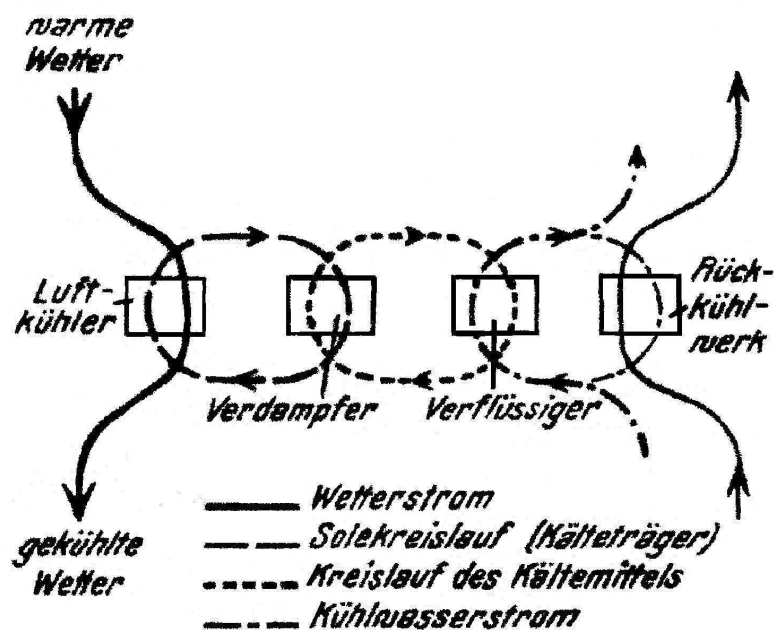 warme
Wetter
Luft-
kühler
Verdampfer
Verflüssiger
Rück-
kühl-
werk
gekühlte
Wetter
Wetterstrom
Solekreislauf (Kälteträger)
Kreislauf des Kältemittels
Kühlwasserstrom